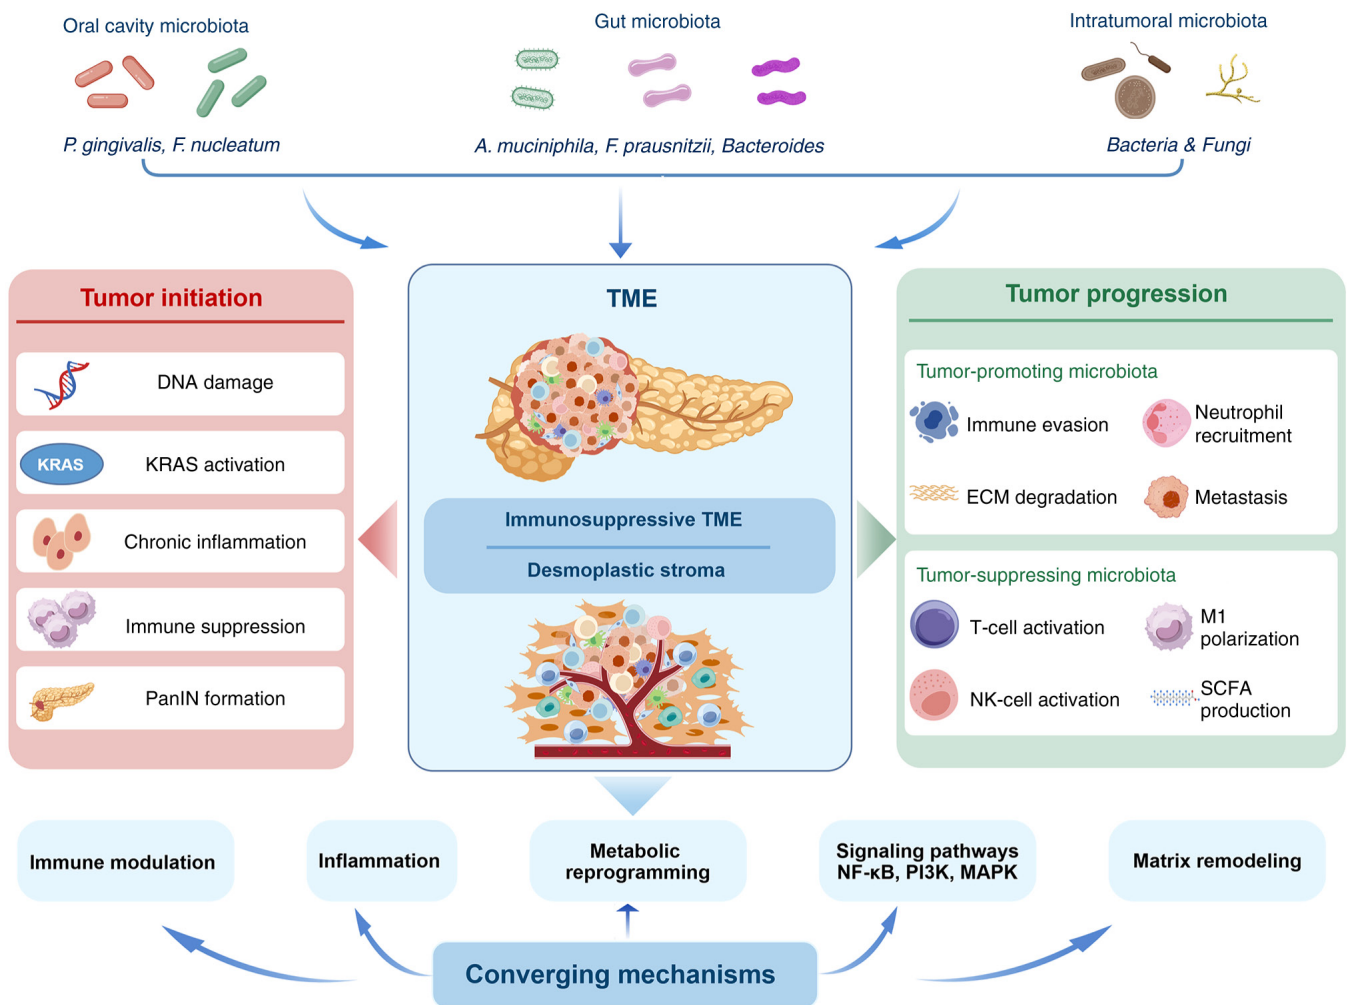 Oral cavity microbiota
Gut microbiota
Intratumoral microbiota
P. gingivalis, F. nucleatum
A. muciniphila, F. prausnitzii, Bacteroides
Bacteria & Fungi
Tumor initiation
DNA damage
KRAS
KRAS activation
Chronic inflammation
Immune suppression
PanIN formation
TME
Immunosuppressive TME
Desmoplastic stroma
Tumor progression
Tumor-promoting microbiota
Immune evasion
Neutrophil
recruitment
ECM degradation
Metastasis
Tumor-suppressing microbiota
T-cell activation
M1
polarization
NK-cell activation
SCFA
production
Immune modulation
Inflammation
Metabolic
reprogramming
Signaling pathways
NF-κB, PI3K, MAPK
Matrix remodeling
Converging mechanisms